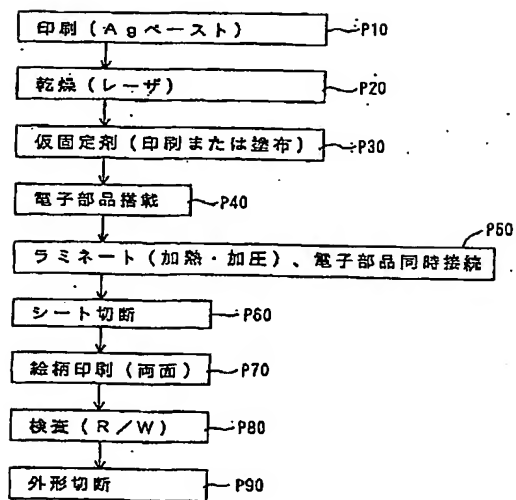 印刷(Agペースト) P10
乾燥(レーザ) P20
仮固定剤(印刷または塗布) P30
電子部品搭載 P40
P50
ラミネート(加熱・加圧)、電子部品同時接続
シート切断 P60
絵柄印刷(両面) P70
検査(R/W) P80
外形切断 P90